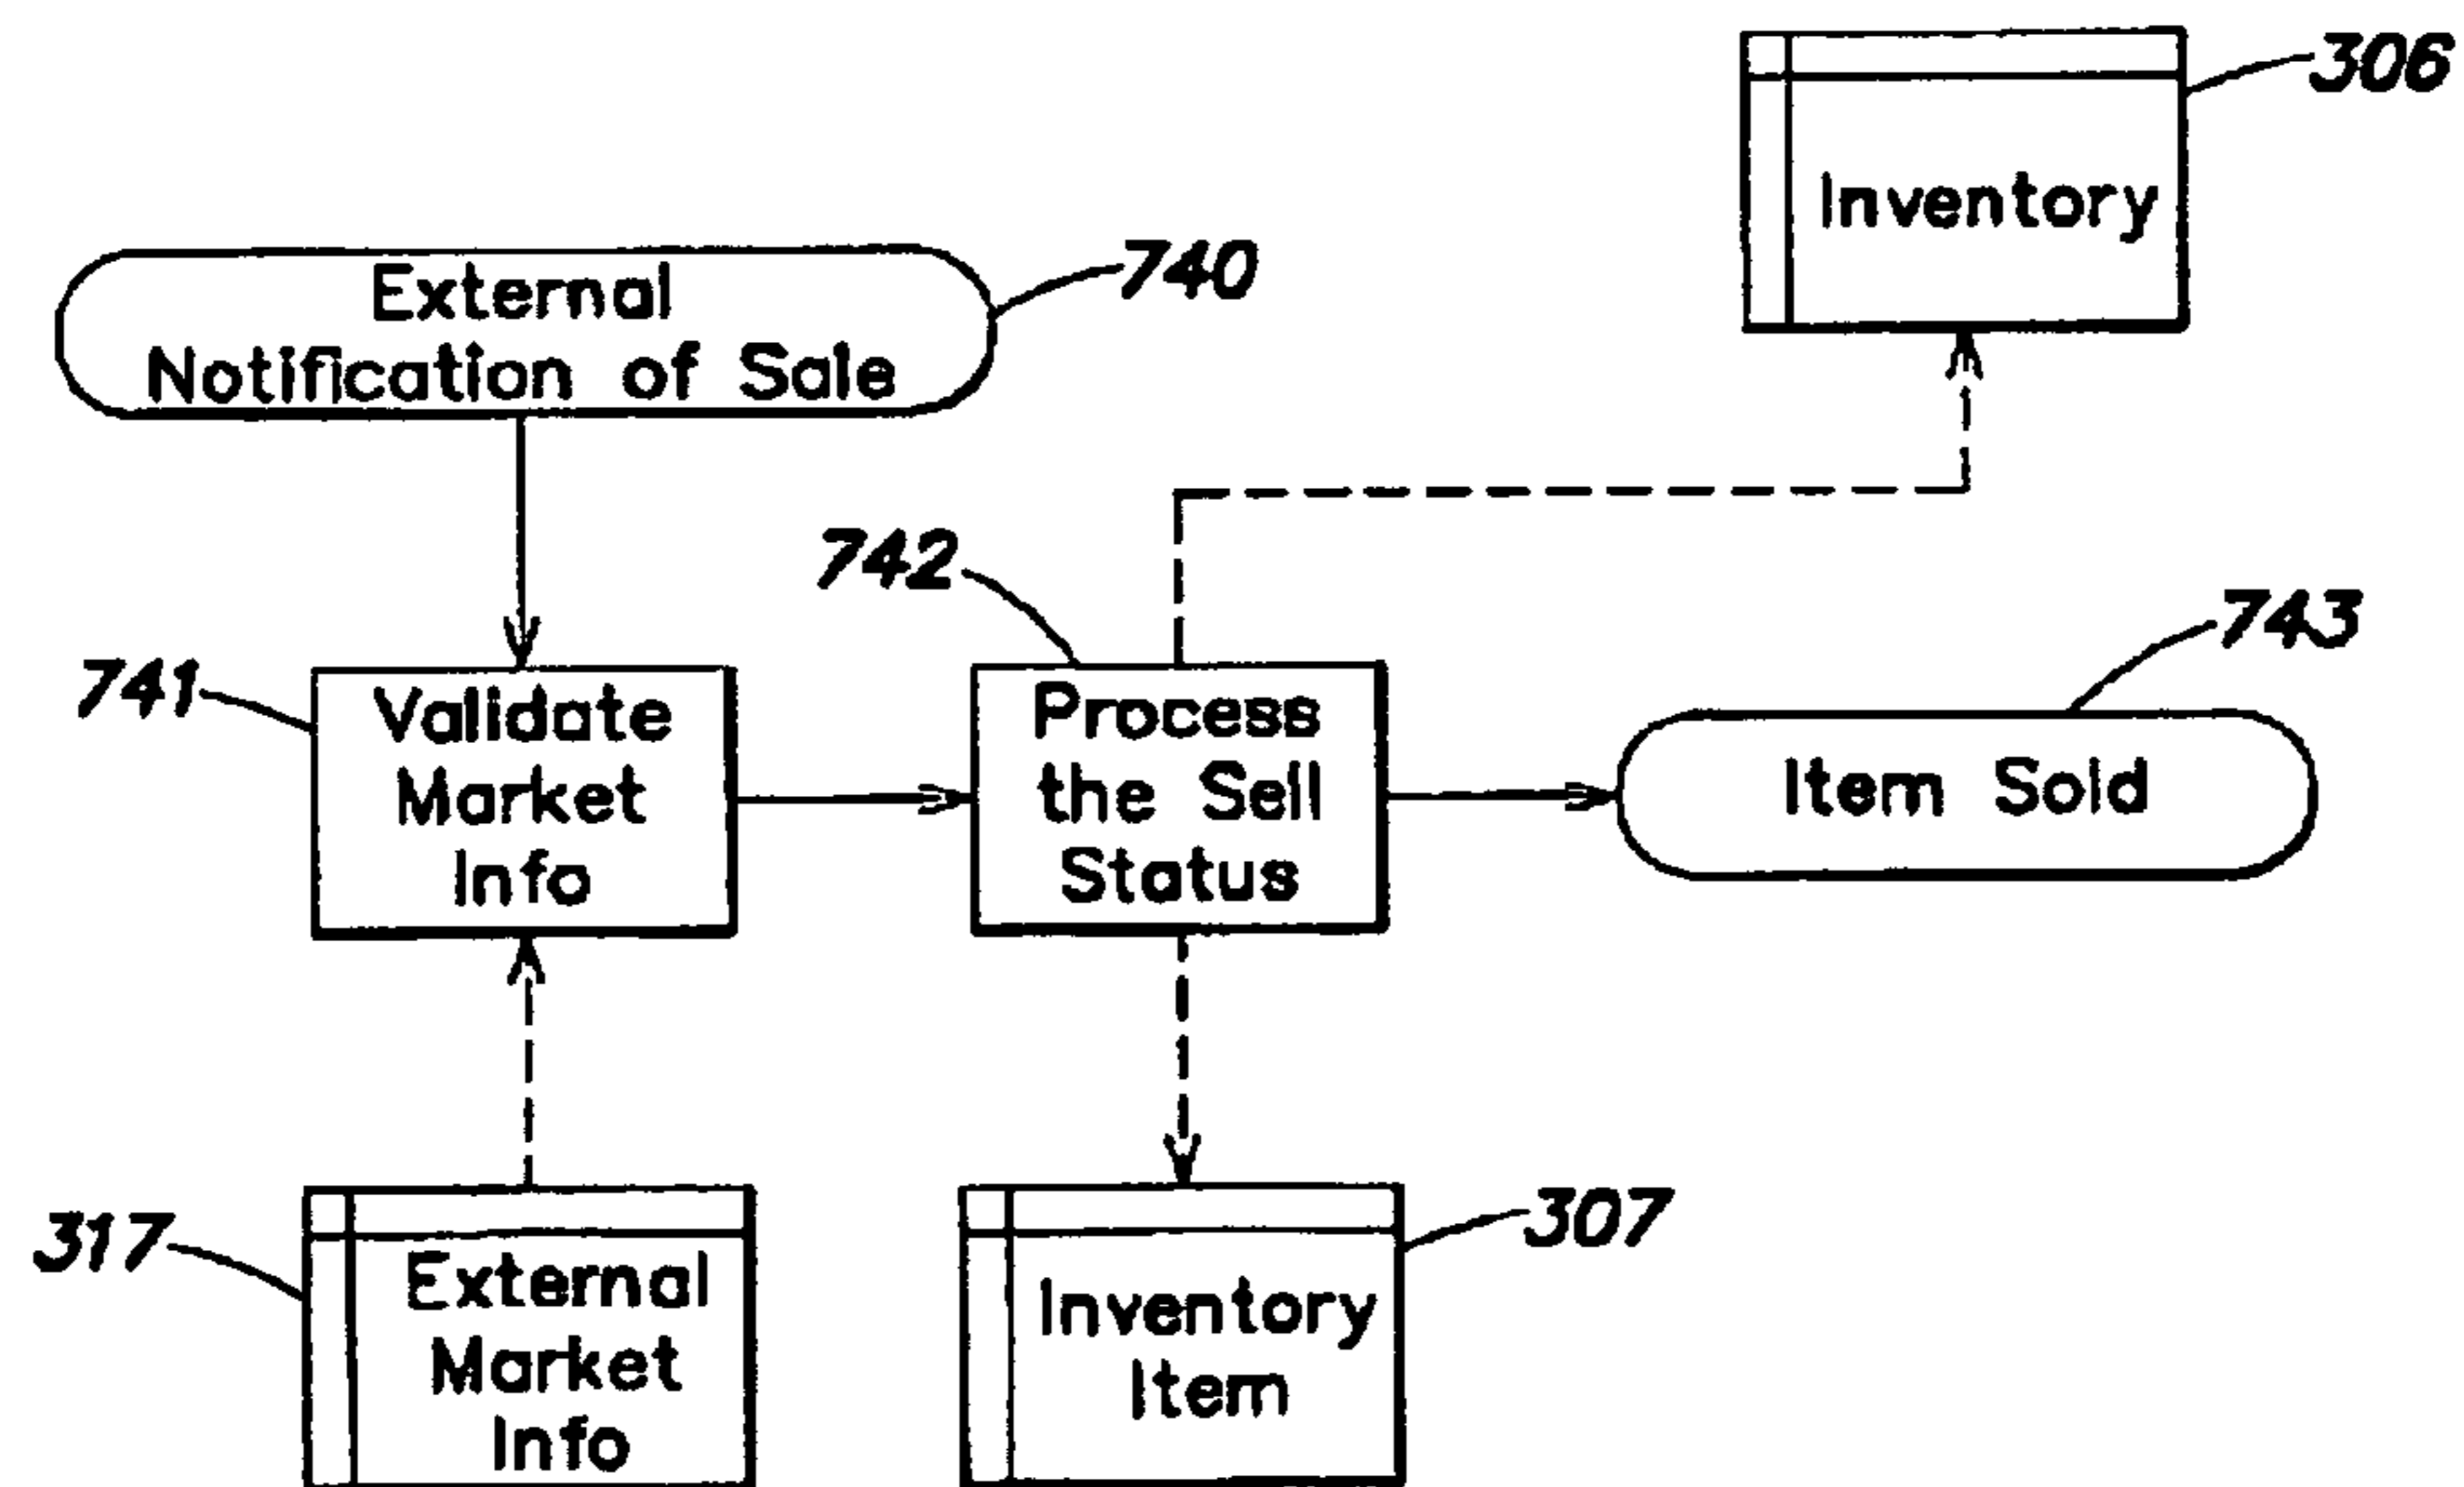 306
Inventory
740
External
Notification of Sale
742
743
741
Validate
Market
Info
Process
the Sell
Status
Item Sold
317
External
Market
Info
307
Inventory
Item